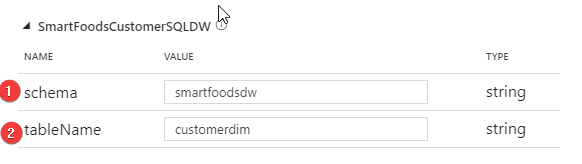 SmartFoodsCustomerSQLDW
NAME VALUE TYPE
1 schema smartfoodsdw string
2 tableName customerdim string